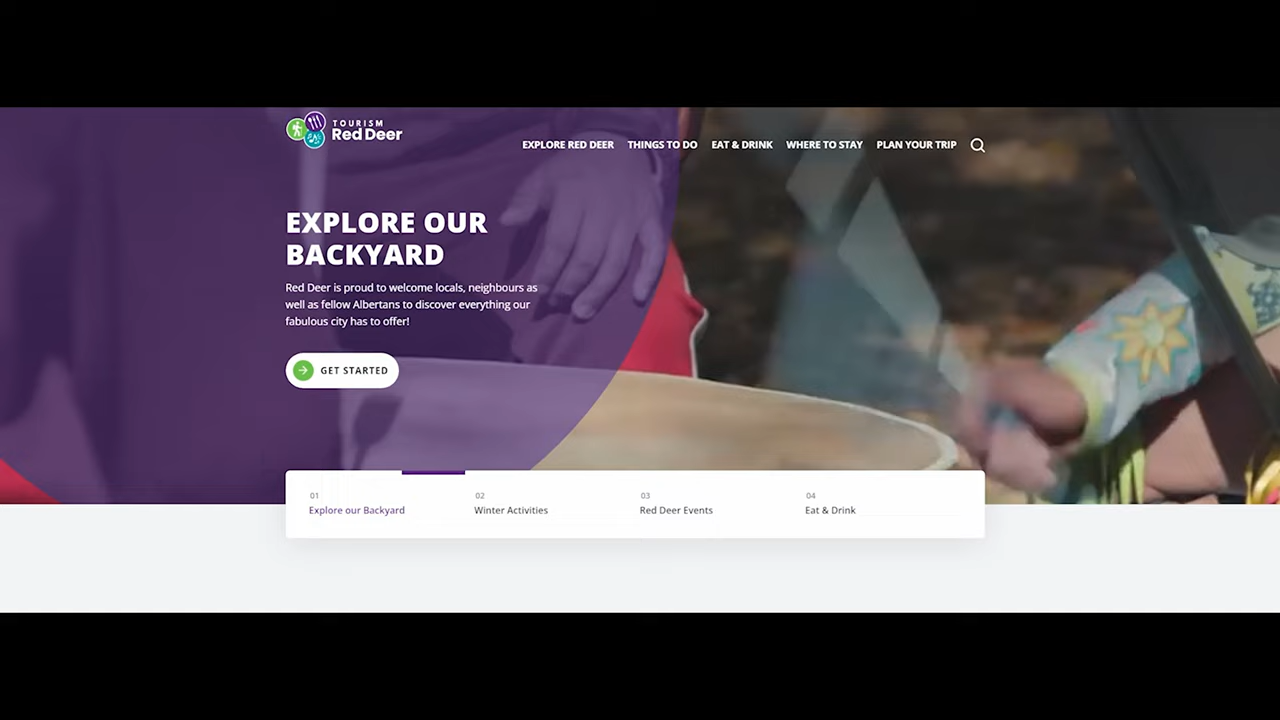 TOURISM
Red Deer
EXPLORE RED DEER THINGS TO DO EAT & DRINK WHERE TO STAY PLAN YOUR TRIP
EXPLORE OUR
BACKYARD
Red Deer is proud to welcome locals, neighbours as
well as fellow Albertans to discover everything our
fabulous city has to offer!
GET STARTED
01 02 03 04
Explore our Backyard Winter Activities Red Deer Events Eat & Drink